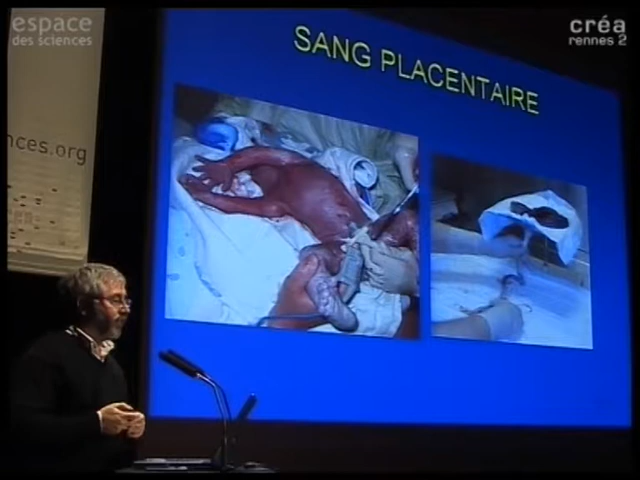 espace
des sciences
créa
rennes 2
SANG PLACENTAIRE
nces.org